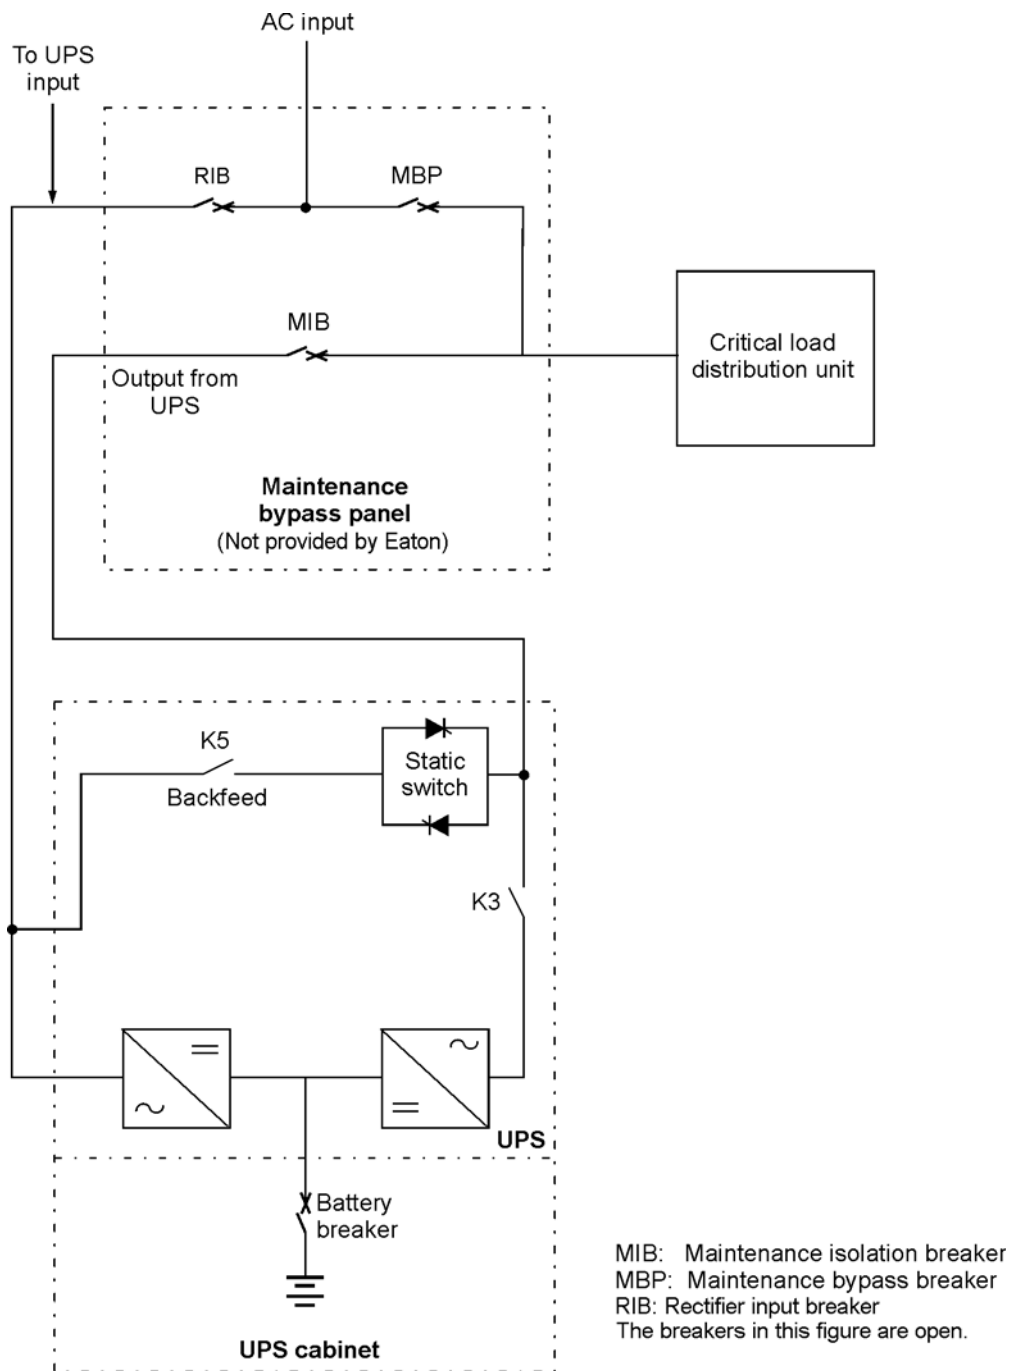 AC input
To UPS
input
RIB
MBP
MIB
Output from
UPS
Critical load
distribution unit
Maintenance
bypass panel
(Not provided by Eaton)
K5
Backfeed
Static
switch
K3
UPS
Battery
breaker
UPS cabinet
MIB: Maintenance isolation breaker
MBP: Maintenance bypass breaker
RIB: Rectifier input breaker
The breakers in this figure are open.